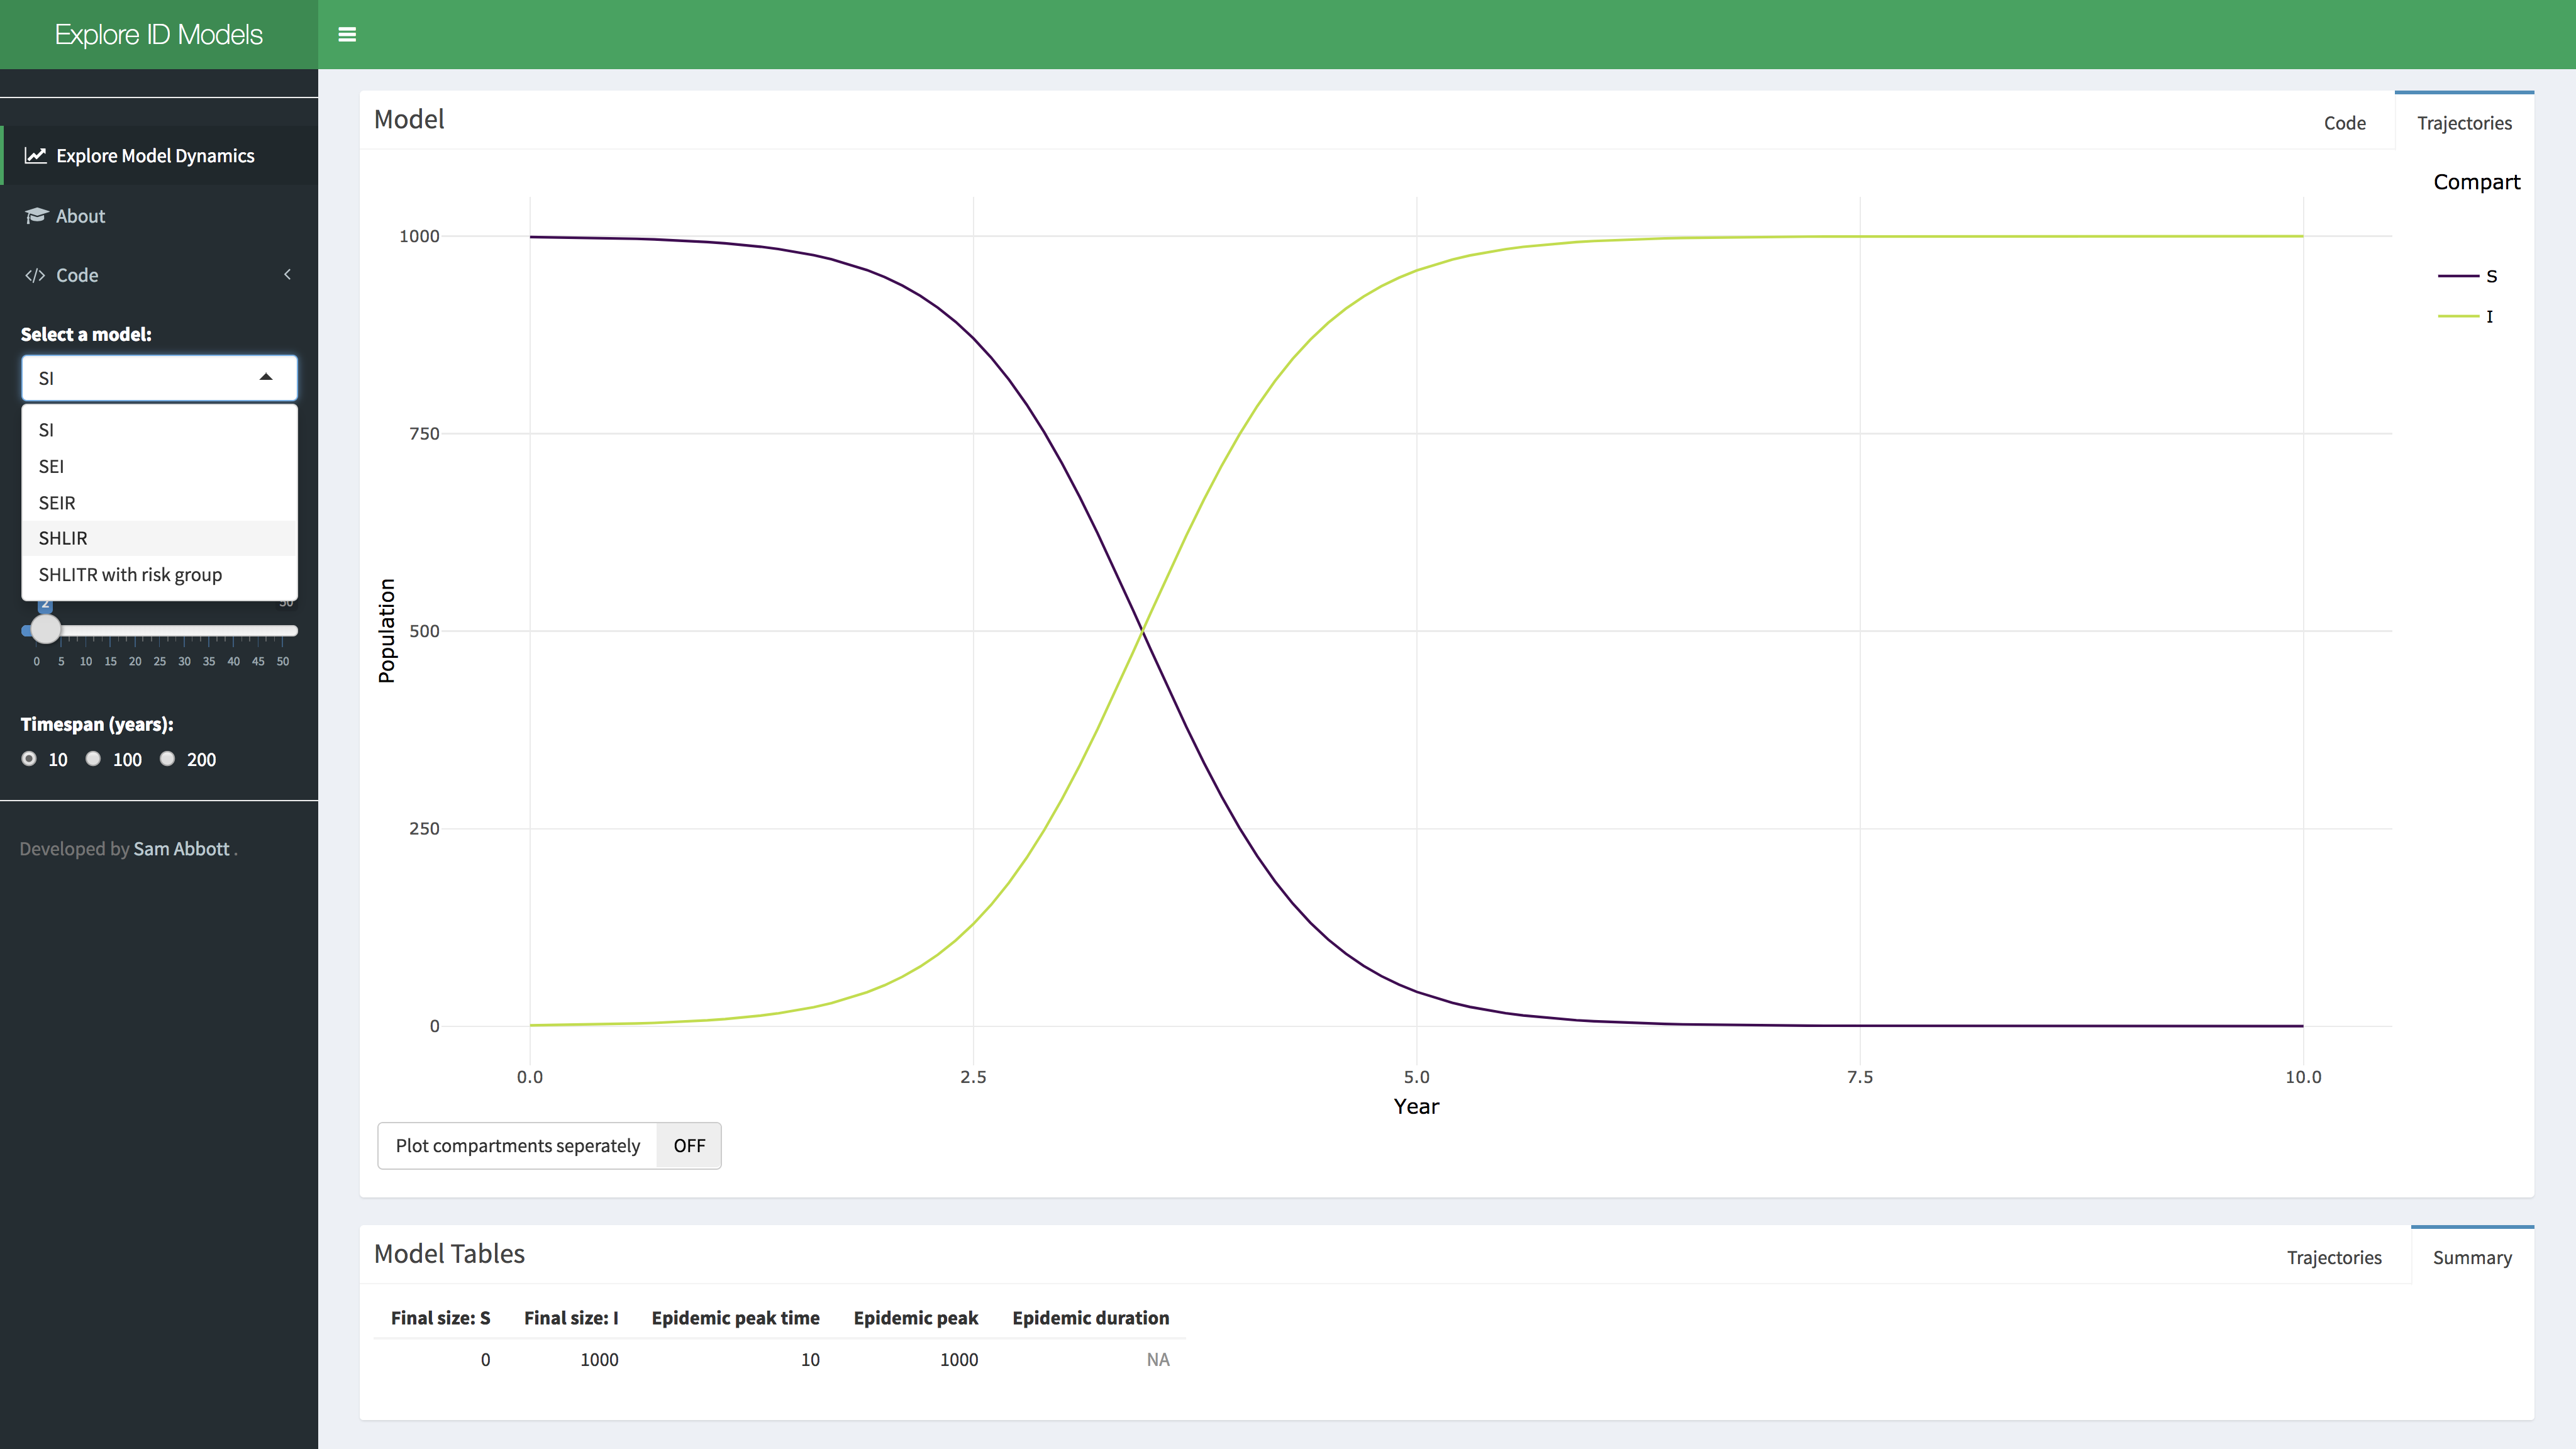 Explore ID Models
Explore Model Dynamics
About
Code
Select a model:
SI
SI
SEI
SEIR
SHLIR
SHLITR with risk group
2
50
0 5 10 15 20 25 30 35 40 45 50
Timespan (years):
10 100 200
Developed by Sam Abbott .
Model
Code Trajectories
Compart
S
I
1000
750
500
250
0
Population
0.0 2.5 5.0 7.5 10.0
Year
Plot compartments seperately OFF
Model Tables
Trajectories Summary
Final size: S Final size: I Epidemic peak time Epidemic peak Epidemic duration
0 1000 10 1000 NA